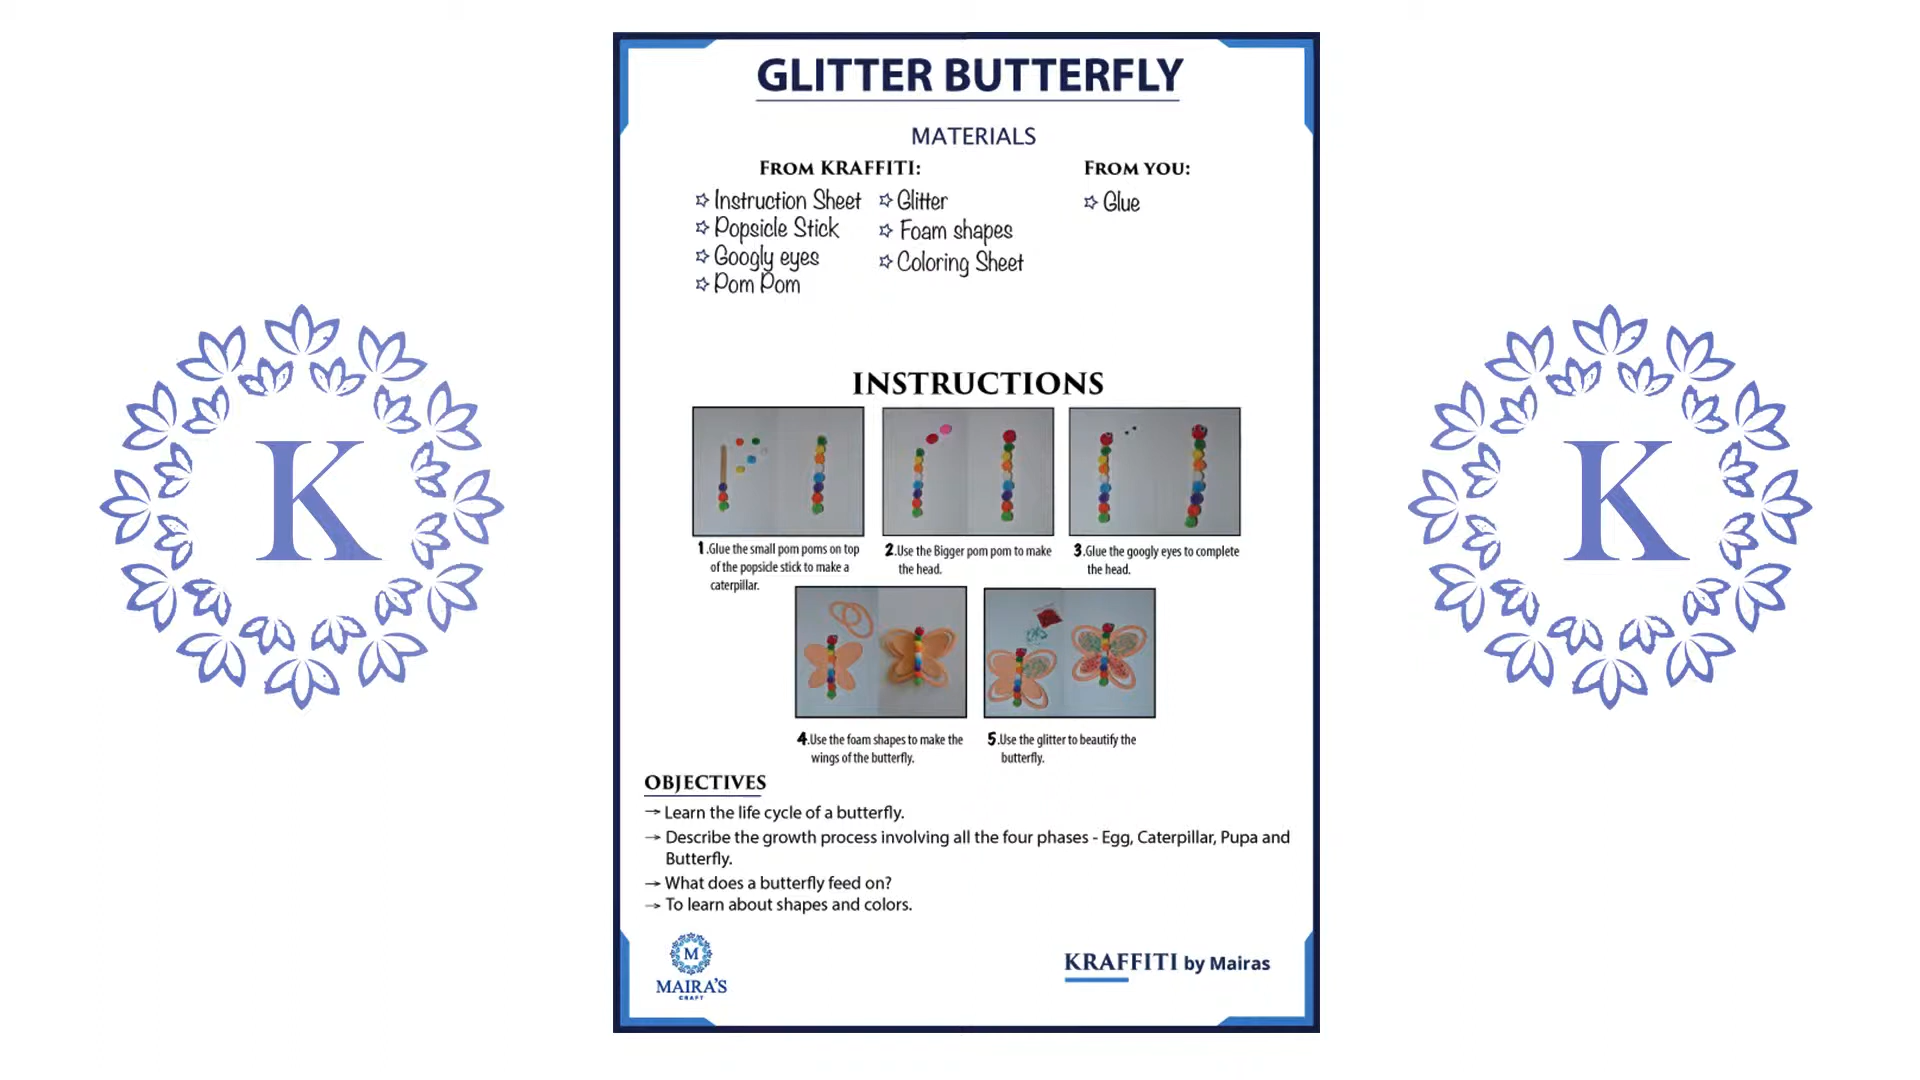 GLITTER BUTTERFLY
MATERIALS
FROM KRAFFITI:
Instruction Sheet
Popsicle Stick
Googly eyes
Pom Pom
Glitter
Foam shapes
Coloring Sheet
FROM YOU:
Glue
K
K
INSTRUCTIONS
1.Glue the small pom poms on top
of the popsicle stick to make a
caterpillar.
2.Use the Bigger pom pom to make
the head.
3.Glue the googly eyes to complete
the head.
4.Use the foam shapes to make the
wings of the butterfly.
5.Use the glitter to beautify the
butterfly.
OBJECTIVES
→ Learn the life cycle of a butterfly.
→ Describe the growth process involving all the four phases - Egg, Caterpillar, Pupa and
Butterfly.
→ What does a butterfly feed on?
→ To learn about shapes and colors.
M
MAIRA'S
CRAFT
KRAFFITI by Mairas